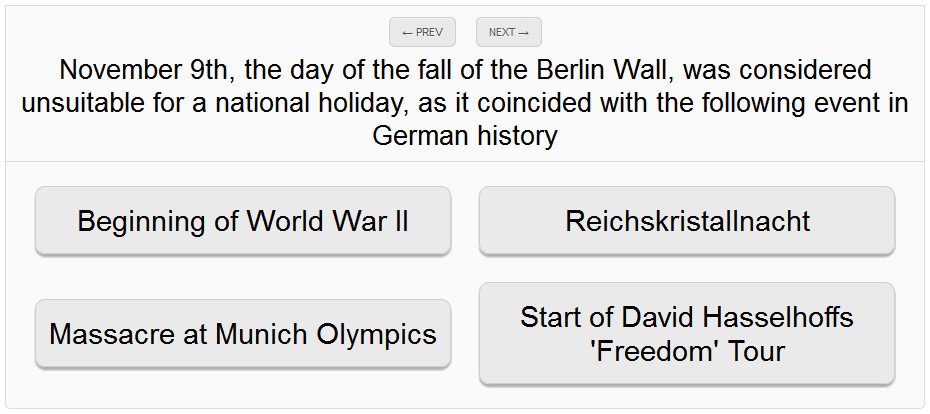 ← PREV NEXT →
November 9th, the day of the fall of the Berlin Wall, was considered
unsuitable for a national holiday, as it coincided with the following event in
German history
Beginning of World War II
Reichskristallnacht
Massacre at Munich Olympics
Start of David Hasselhoffs
'Freedom' Tour